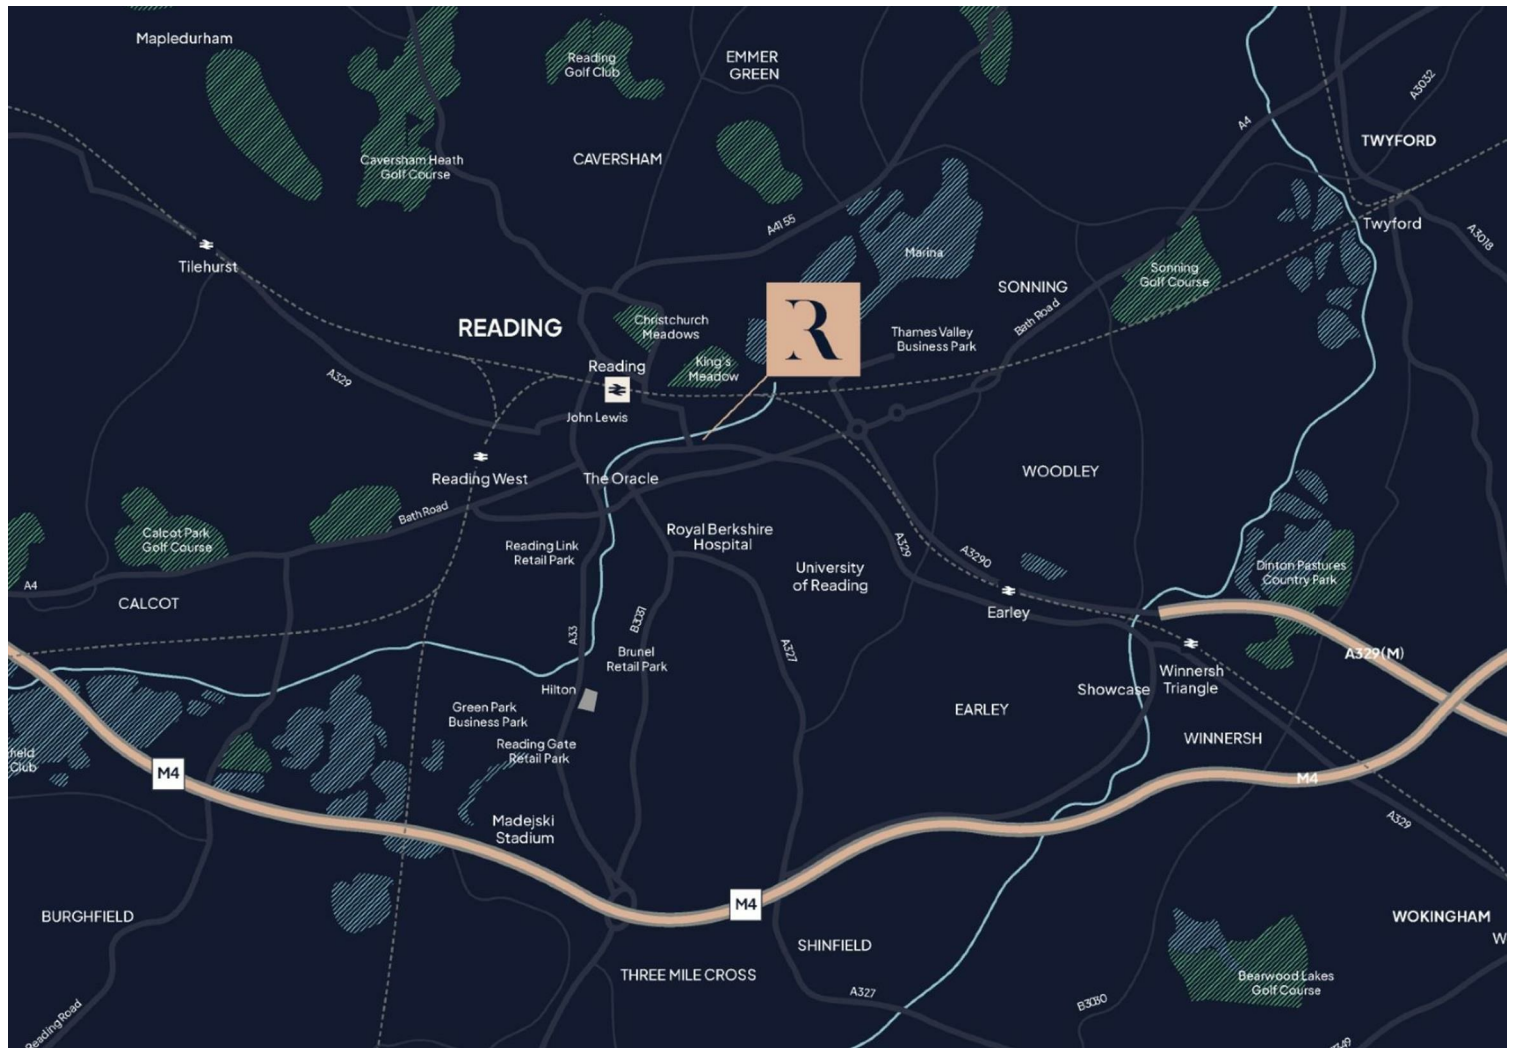 Mapledurham
Reading
Golf Club
EMMER
GREEN
A3032
A4
TWYFORD
Caversham Heath
Golf Course
CAVERSHAM
A4155
Twyford
A3018
Tilehurst
Marina
Sonning
Golf Course
SONNING
Bath Road
READING
Christchurch
Meadows
R
Thames Valley
Business Park
Reading
King's
Meadow
A329
John Lewis
Reading West
The Oracle
WOODLEY
Bath Road
Calcot Park
Golf Course
Royal Berkshire
Hospital
Reading Link
Retail Park
A329
A3290
University
of Reading
Dinton Pastures
Country Park
A4
CALCOT
Earley
A33
B3031
Brunel
Retail Park
A327
A329(M)
Winnersh
Triangle
Showcase
Hilton
Green Park
Business Park
EARLEY
WINNERSH
Reading Gate
Retail Park
field
Club
M4
M4
Madejski
Stadium
A329
M4
BURGHFIELD
WOKINGHAM
W
SHINFIELD
THREE MILE CROSS
Bearwood Lakes
Golf Course
A327
B3030
Reading Road